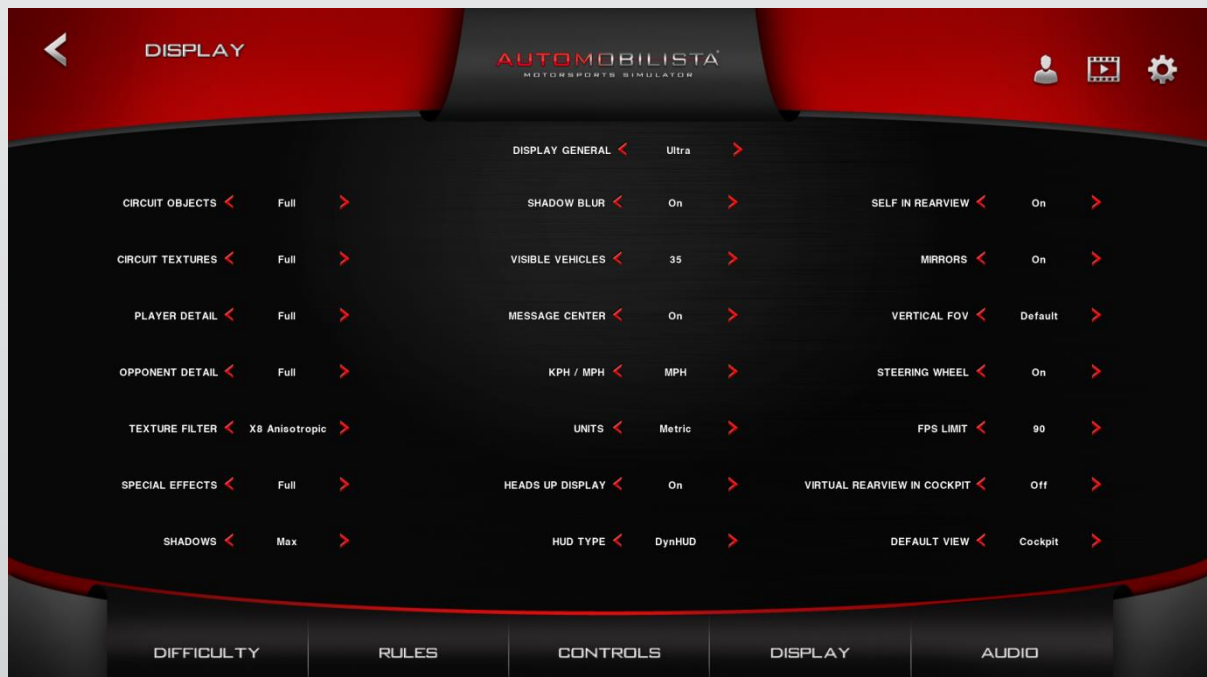 DISPLAY
AUTOMOBILISTA
MOTORSPORTS SIMULATOR
DISPLAY GENERAL Ultra
CIRCUIT OBJECTS Full SHADOW BLUR On SELF IN REARVIEW On
CIRCUIT TEXTURES Full VISIBLE VEHICLES 35 MIRRORS On
PLAYER DETAIL Full MESSAGE CENTER On VERTICAL FOV Default
OPPONENT DETAIL Full KPH / MPH MPH STEERING WHEEL On
TEXTURE FILTER X8 Anisotropic UNITS Metric FPS LIMIT 90
SPECIAL EFFECTS Full HEADS UP DISPLAY On VIRTUAL REARVIEW IN COCKPIT Off
SHADOWS Max HUD TYPE DynHUD DEFAULT VIEW Cockpit
DIFFICULTY RULES CONTROLS DISPLAY AUDIO